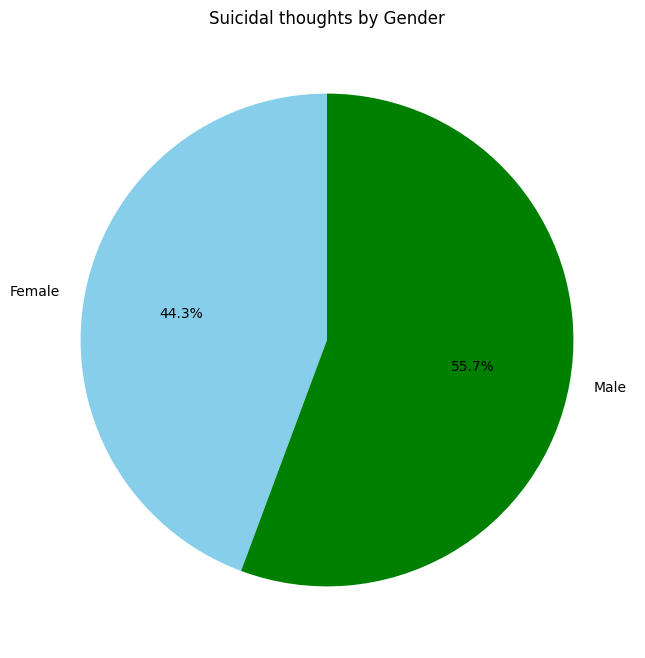 Suicidal thoughts by Gender
Female
44.3%
55.7%
Male